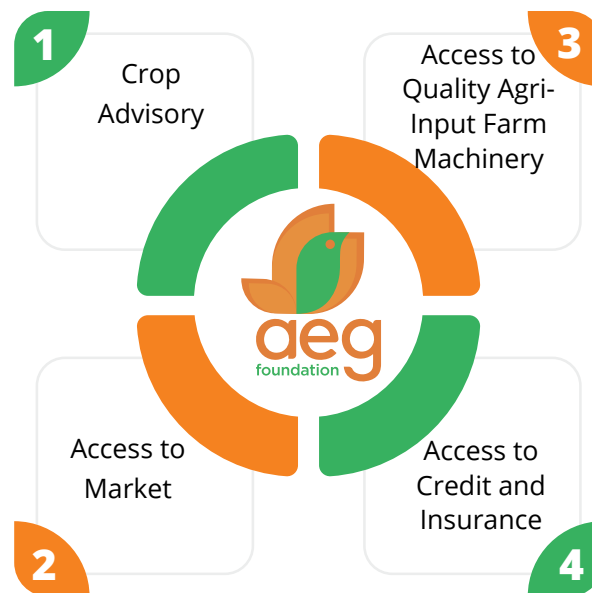 1
Crop
Advisory
3
Access to
Quality Agri-
Input Farm
Machinery
aeg
foundation
Access to
Market
2
Access to
Credit and
Insurance
4